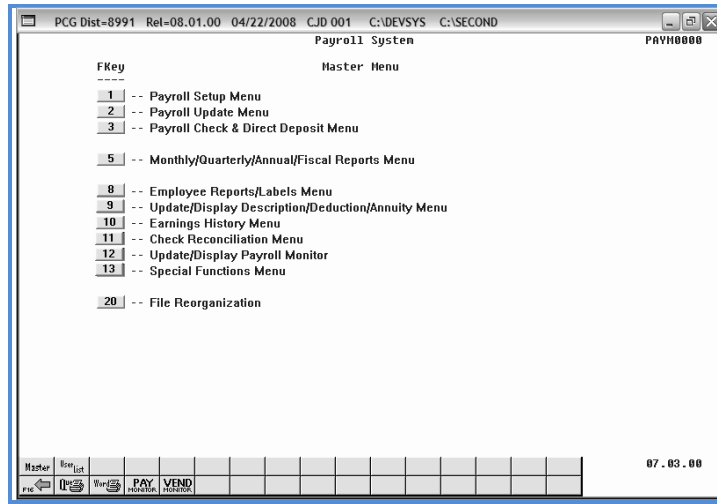 PCG Dist=8991 Rel=08.01.00 04/22/2008 CJD 001 C:\DEVSYS C:\SECOND
Payroll System PAYM0000
FKey Master Menu
----
1 -- Payroll Setup Menu
2 -- Payroll Update Menu
3 -- Payroll Check & Direct Deposit Menu
5 -- Monthly/Quarterly/Annual/Fiscal Reports Menu
8 -- Employee Reports/Labels Menu
9 -- Update/Display Description/Deduction/Annuity Menu
10 -- Earnings History Menu
11 -- Check Reconciliation Menu
12 -- Update/Display Payroll Monitor
13 -- Special Functions Menu
20 -- File Reorganization
Master User List 07.03.00
F16 Que Word PAY MONITOR VEND MONITOR